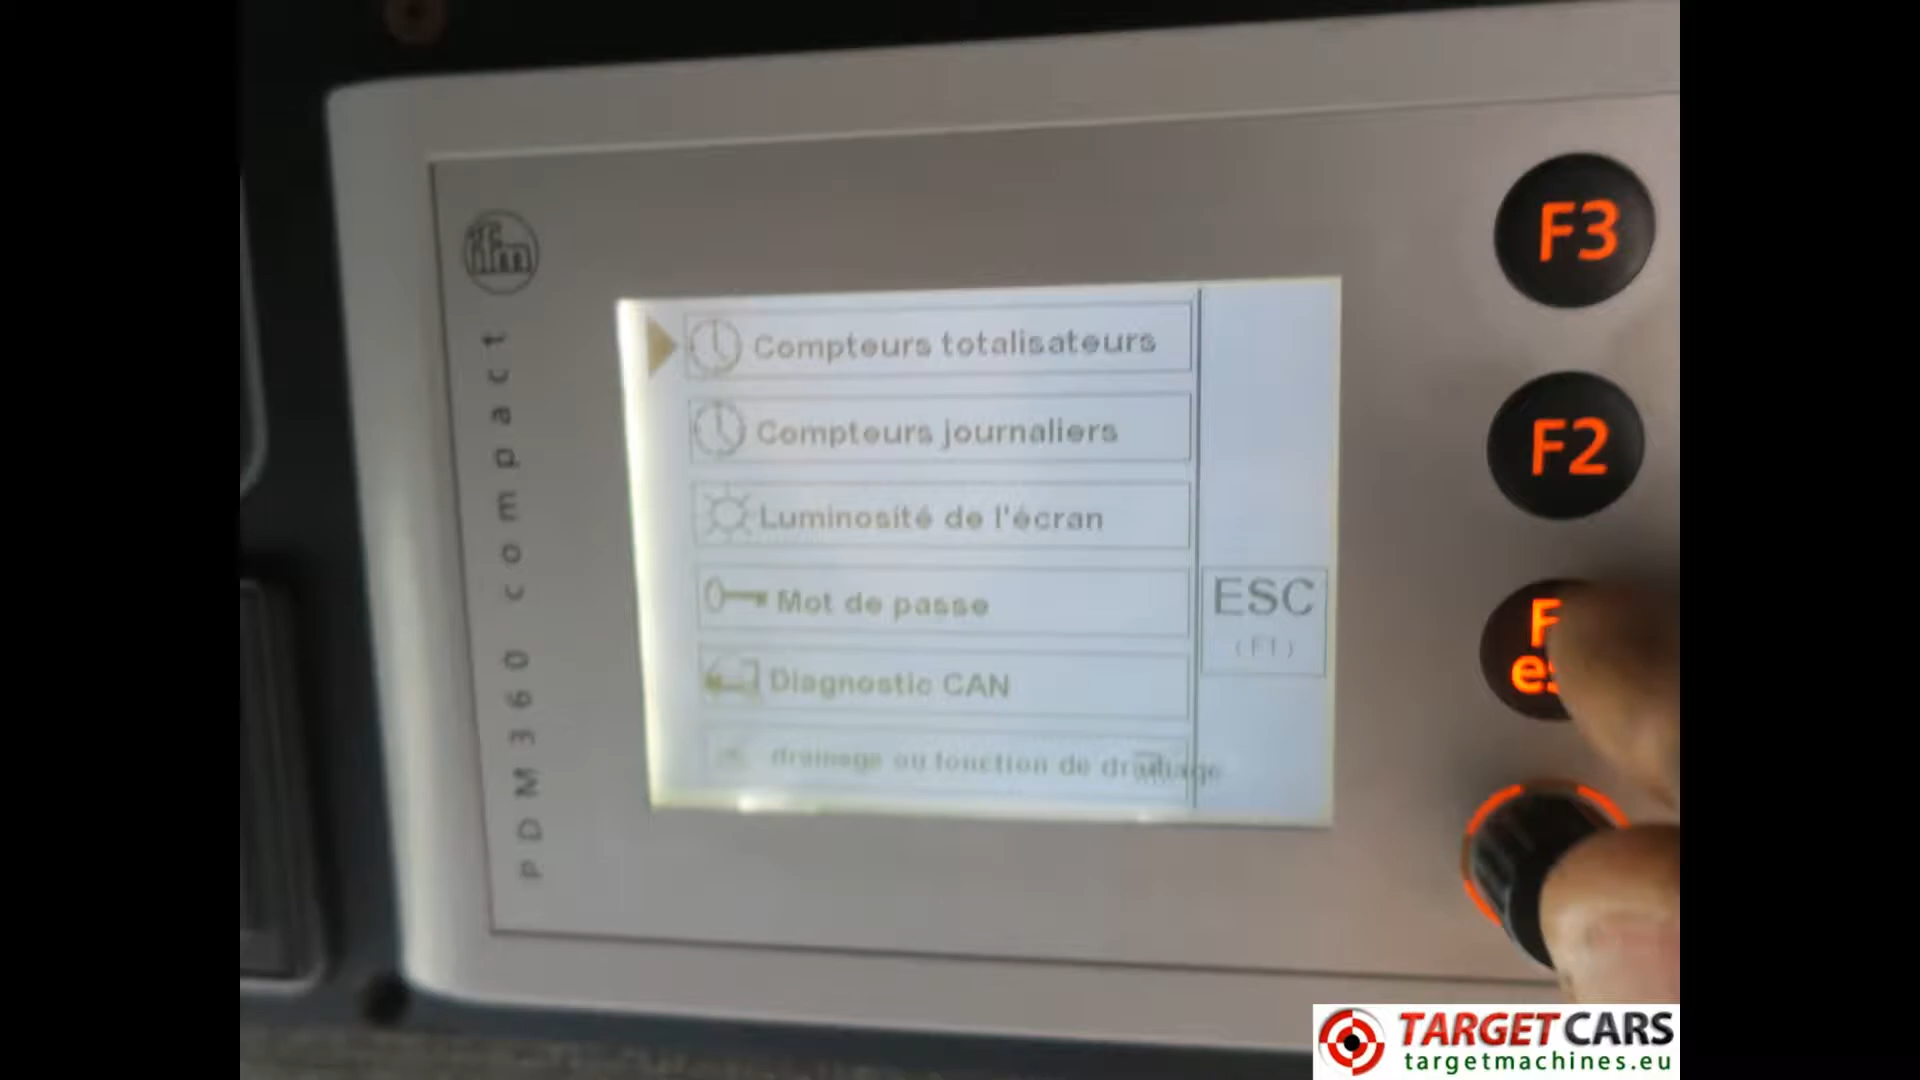 ifm
PDM360 compact
Compteurs totalisateurs
Compteurs journaliers
Luminosité de l'écran
Mot de passe
Diagnostic CAN
drainage ou fonction de drainage
ESC
(F1)
F3
F2
TARGET CARS
targetmachines.eu